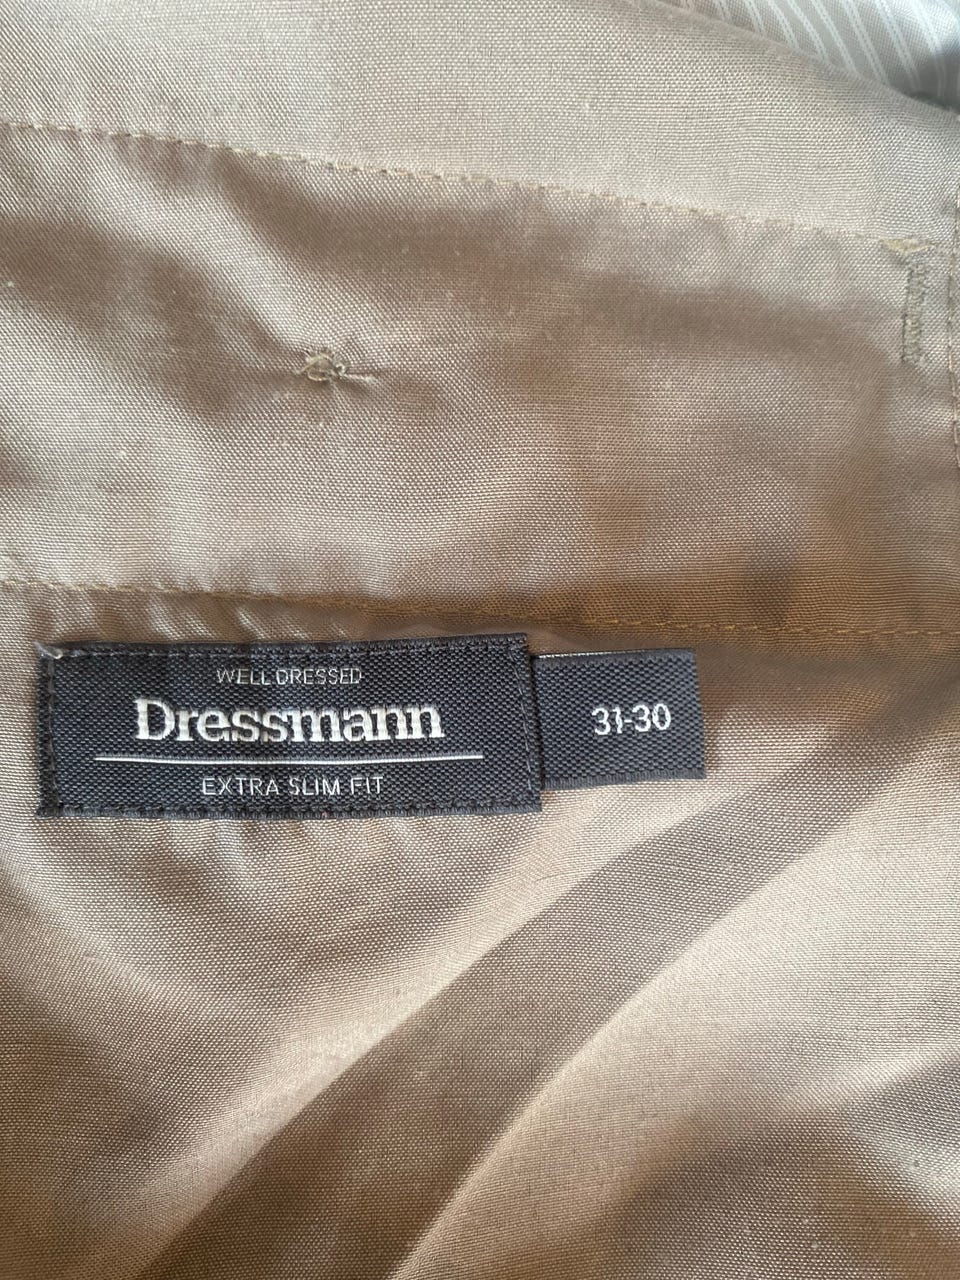 WELL DRESSED
Dressmann
EXTRA SLIM FIT
31-30